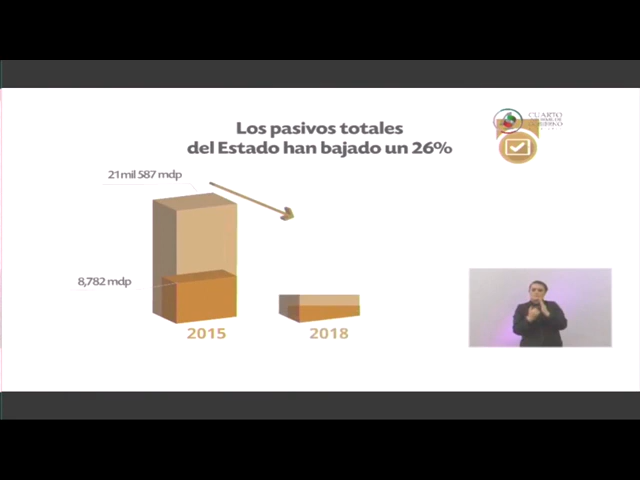 CUARTO
Los pasivos totales
del Estado han bajado un 26%
21 mil 587 mdp
8,782 mdp
2015
2018